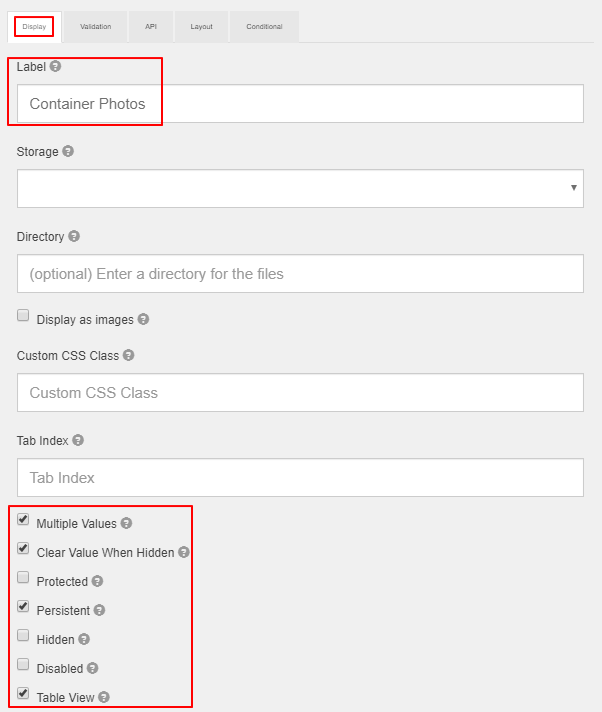 Display Validation API Layout Conditional
Label
Container Photos
Storage
Directory
(optional) Enter a directory for the files
Display as images
Custom CSS Class
Custom CSS Class
Tab Index
Tab Index
Multiple Values
Clear Value When Hidden
Protected
Persistent
Hidden
Disabled
Table View